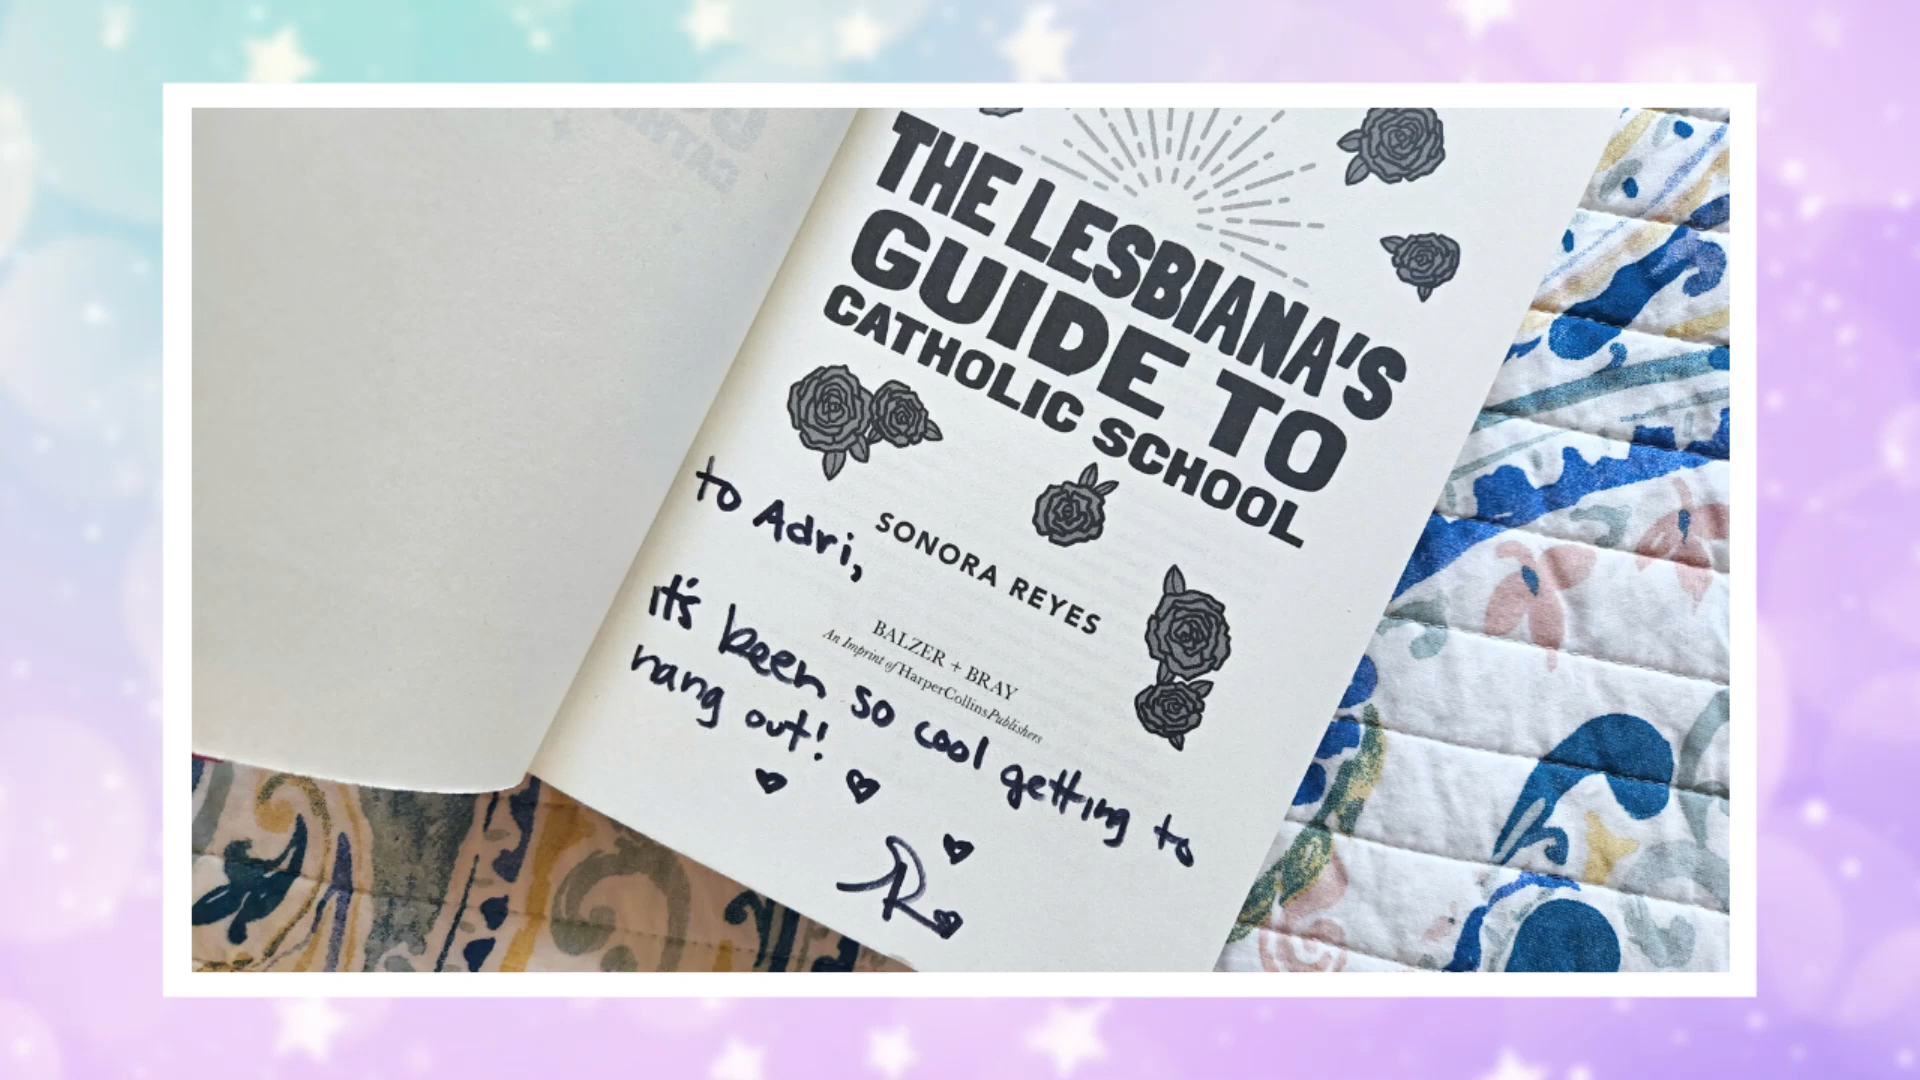 THE LESBIANA'S
GUIDE TO
CATHOLIC SCHOOL
SONORA REYES
BALZER + BRAY
An Imprint of HarperCollinsPublishers
to Adri,
it's been so cool getting to
hang out!